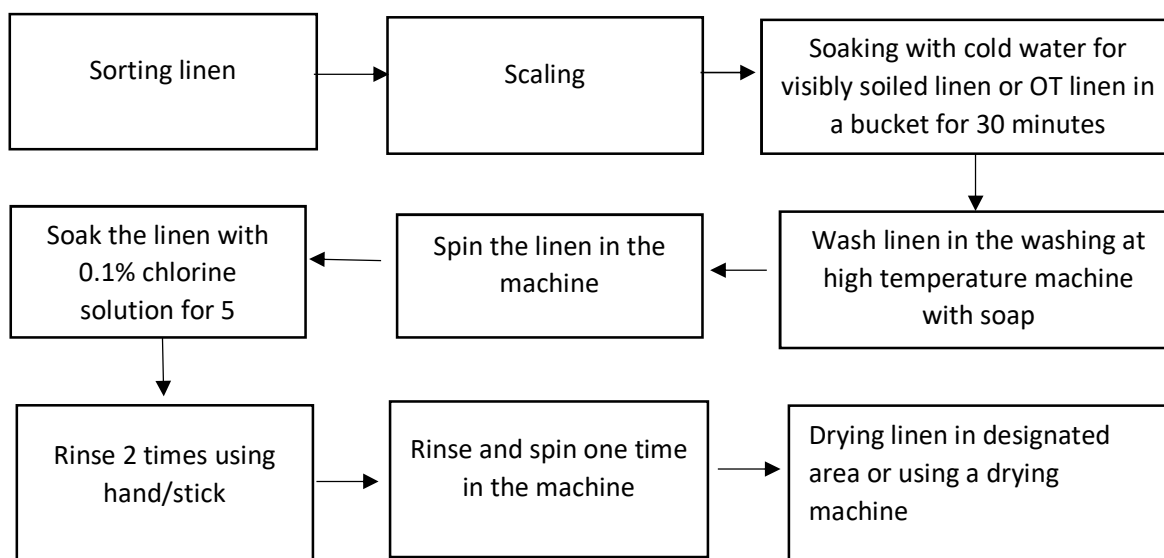 Sorting linen
Scaling
Soaking with cold water for
visibly soiled linen or OT linen in
a bucket for 30 minutes
Wash linen in the washing at
high temperature machine
with soap
Spin the linen in the
machine
Soak the linen with
0.1% chlorine
solution for 5
Rinse 2 times using
hand/stick
Rinse and spin one time
in the machine
Drying linen in designated
area or using a drying
machine